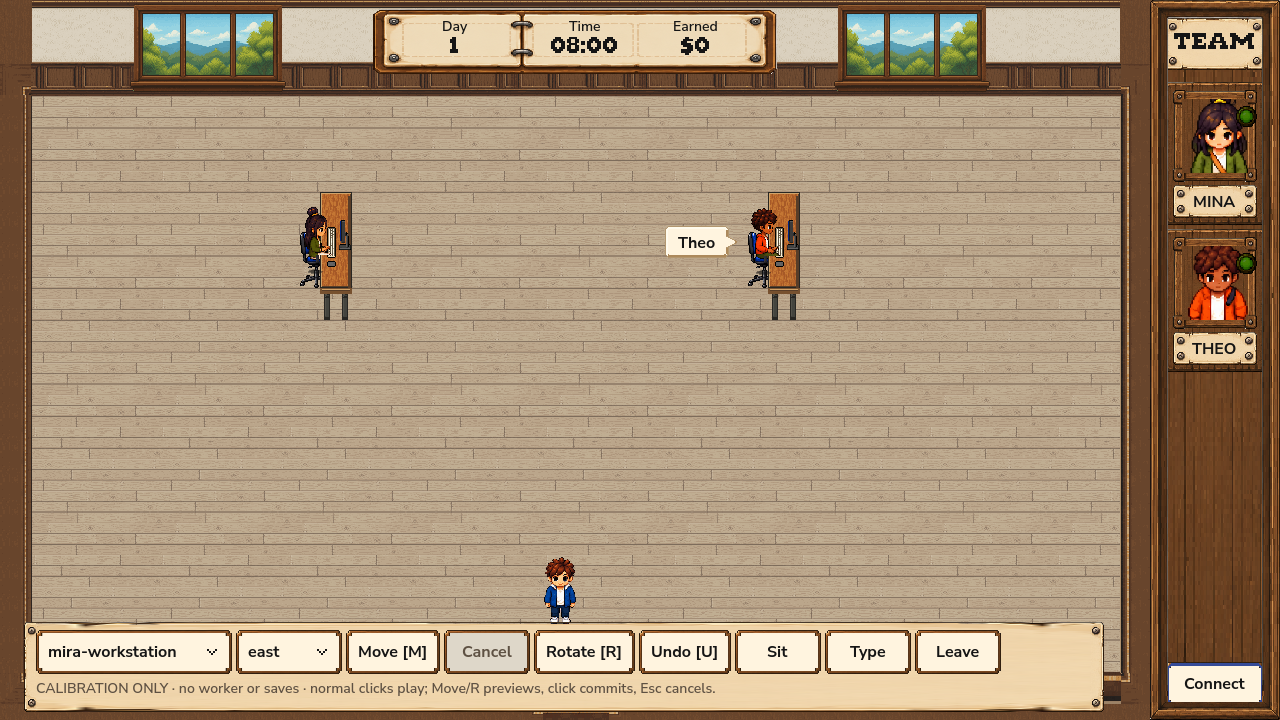 Day
1
Time
08:00
Earned
$0
TEAM
MINA
THEO
Theo
mira-workstation
east
Move [M]
Cancel
Rotate [R]
Undo [U]
Sit
Type
Leave
CALIBRATION ONLY · no worker or saves · normal clicks play; Move/R previews, click commits, Esc cancels.
Connect